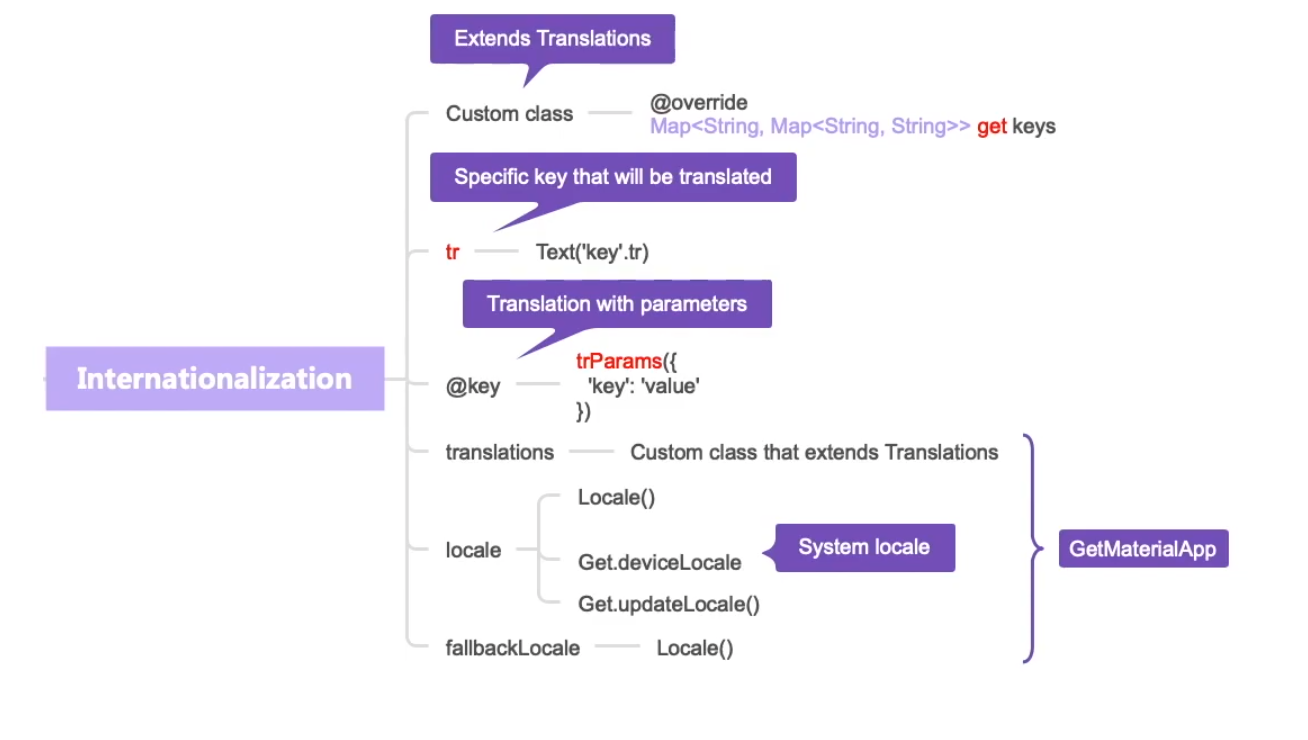 Extends Translations
Custom class
@override
Map<String, Map<String, String>> get keys
Specific key that will be translated
tr
Text('key'.tr)
Translation with parameters
Internationalization
@key
trParams({
'key': 'value'
})
translations
Custom class that extends Translations
locale
Locale()
Get.deviceLocale
System locale
Get.updateLocale()
GetMaterialApp
fallbackLocale
Locale()